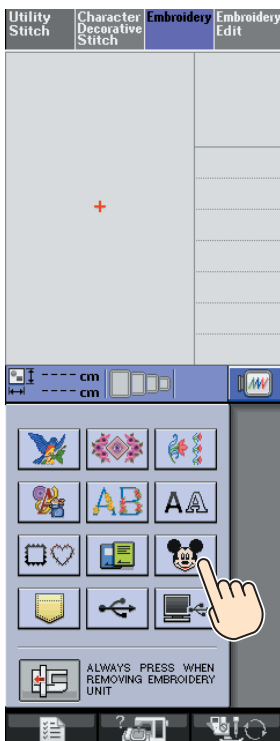 Utility
Stitch
Character
Decorative
Stitch
Embroidery
Embroidery
Edit
---- cm
---- cm
AB
AA
ALWAYS PRESS WHEN
REMOVING EMBROIDERY
UNIT
?